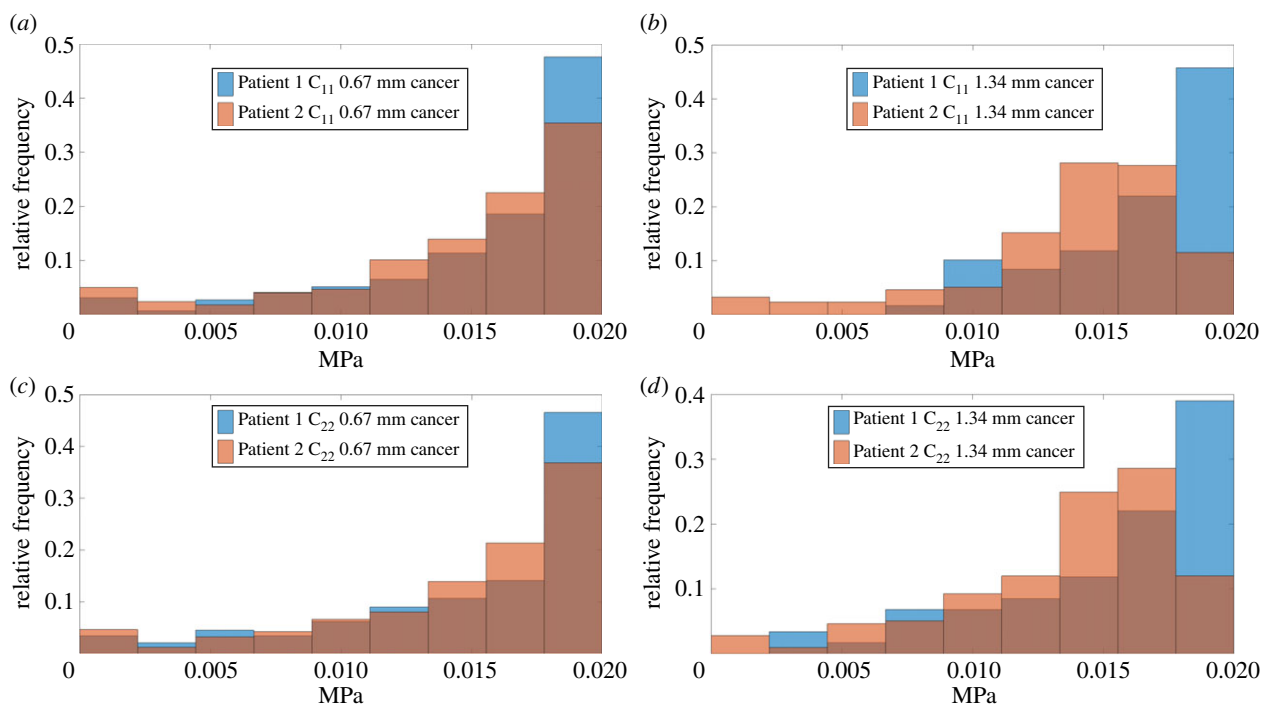 (a)
0.5
0.4
0.3
0.2
0.1
0
0.005
0.010
0.015
0.020
MPa
relative frequency
Patient 1 C11 0.67 mm cancer
Patient 2 C11 0.67 mm cancer
(b)
0.5
0.4
0.3
0.2
0.1
0
0.005
0.010
0.015
0.020
MPa
relative frequency
Patient 1 C11 1.34 mm cancer
Patient 2 C11 1.34 mm cancer
(c)
0.5
0.4
0.3
0.2
0.1
0
0.005
0.010
0.015
0.020
MPa
relative frequency
Patient 1 C22 0.67 mm cancer
Patient 2 C22 0.67 mm cancer
(d)
0.4
0.3
0.2
0.1
0
0.005
0.010
0.015
0.020
MPa
relative frequency
Patient 1 C22 1.34 mm cancer
Patient 2 C22 1.34 mm cancer